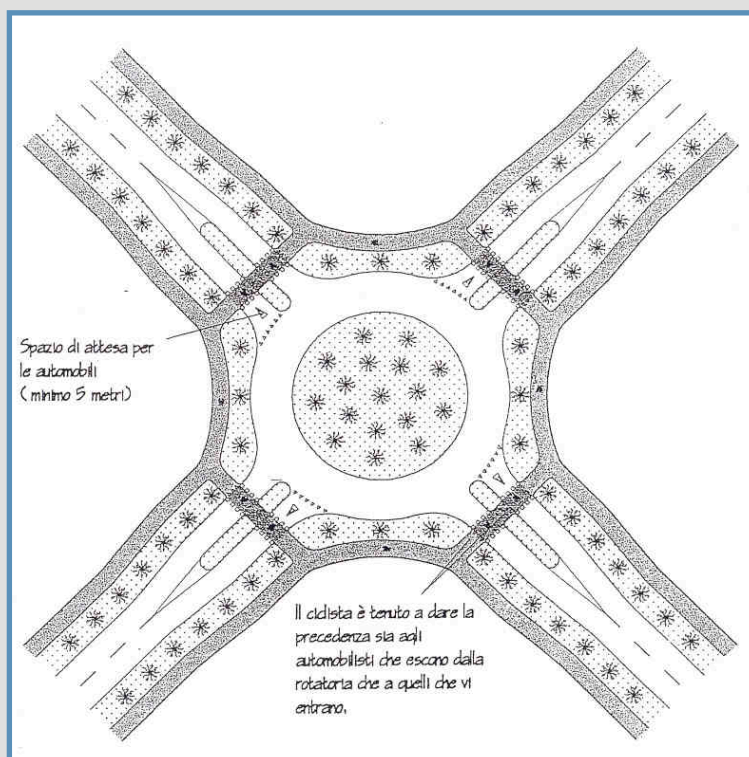 Spazio di attesa per
le automobili
(minimo 5 metri)
Il ciclista è tenuto a dare la
precedenza sia agli
automobilisti che escono dalla
rotatoria che a quelli che vi
entrano.